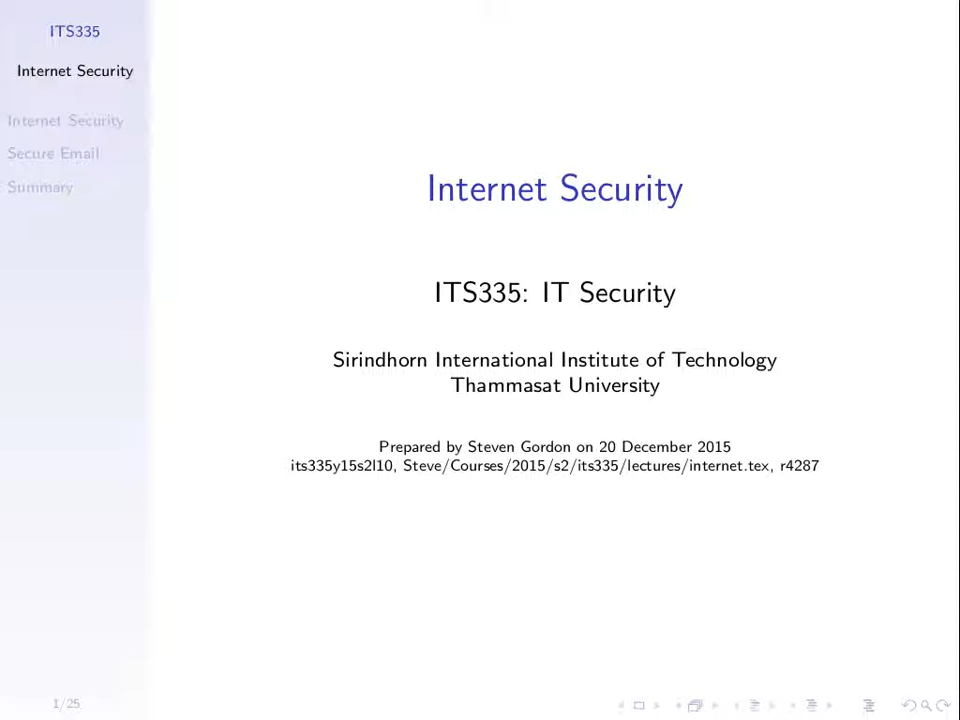 ITS335
Internet Security
Internet Security
Secure Email
Summary
Internet Security
ITS335: IT Security
Sirindhorn International Institute of Technology
Thammasat University
Prepared by Steven Gordon on 20 December 2015
its335y15s2l10, Steve/Courses/2015/s2/its335/lectures/internet.tex, r4287
1/25